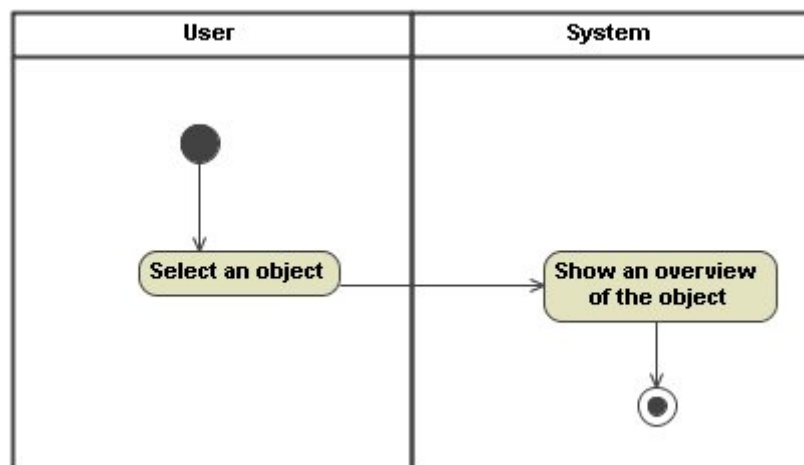 User
System
Select an object
Show an overview
of the object